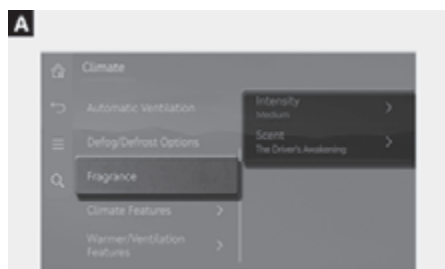 A
Climate
Automatic Ventilation
Defog/Defrost Options
Fragrance
Climate Features
Warmer/Ventilation
Features
Intensity
Medium
Scent
The Driver's Awakening